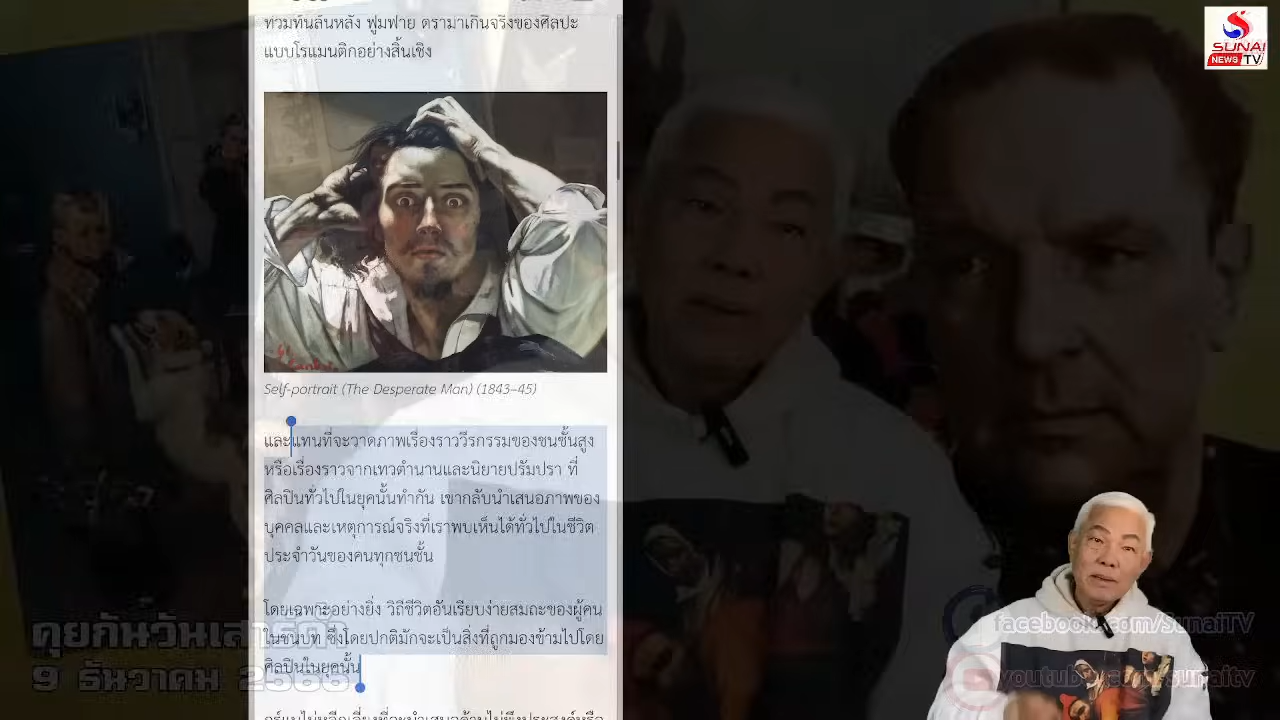 ท่วมท้นล้นหลัง ฟูมฟาย ดรามาเกินจริงของศิลปะ
แบบโรแมนติกอย่างสิ้นเชิง
Self-portrait (The Desperate Man) (1843–45)
และแทนที่จะวาดภาพเรื่องราววีรกรรมของชนชั้นสูง
หรือเรื่องราวจากเทวตำนานและนิยายปรัมปรา ที่
ศิลปินทั่วไปในยุคนั้นทำกัน เขากลับนำเสนอภาพของ
บุคคลและเหตุการณ์จริงที่เราพบเห็นได้ทั่วไปในชีวิต
ประจำวันของคนทุกชนชั้น
โดยเฉพาะอย่างยิ่ง วิถีชีวิตอันเรียบง่ายสมถะของผู้คน
ในชนบท ซึ่งโดยปกติมักจะเป็นสิ่งที่ถูกมองข้ามไปโดย
ศิลปินในยุคนั้น
SUNAI
NEWS TV
คุยกันวันเสาร์
9 ธันวาคม 2566
facebook.com/SunaiTV
youtube.com/sunaitv